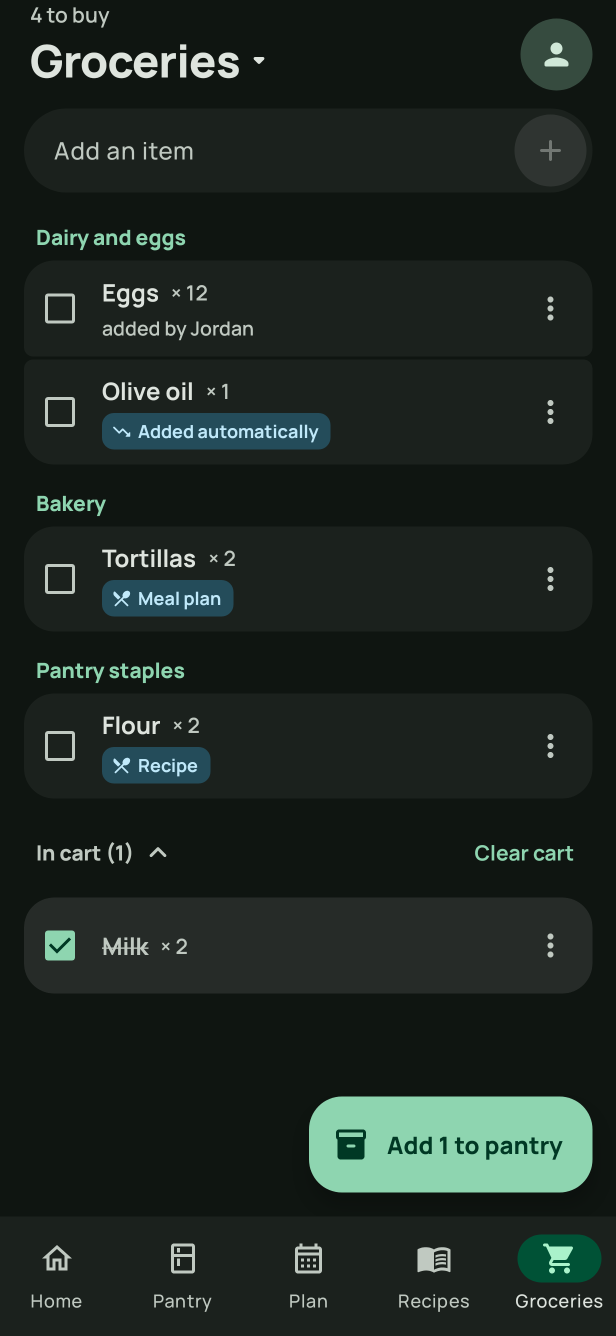 4 to buy
Groceries
Add an item
Dairy and eggs
Eggs × 12
added by Jordan
Olive oil × 1
Added automatically
Bakery
Tortillas × 2
Meal plan
Pantry staples
Flour × 2
Recipe
In cart (1)
Clear cart
Milk × 2
Add 1 to pantry
Home
Pantry
Plan
Recipes
Groceries